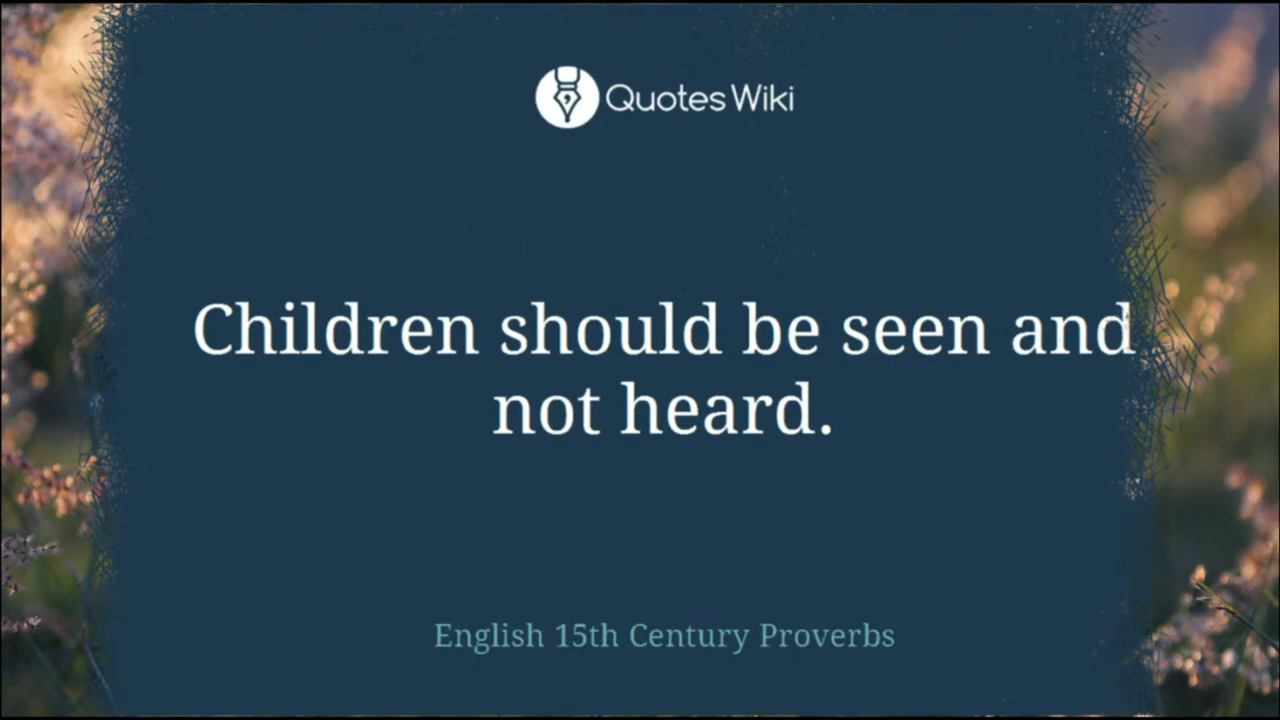 Quotes Wiki
Children should be seen and
not heard.
English 15th Century Proverbs